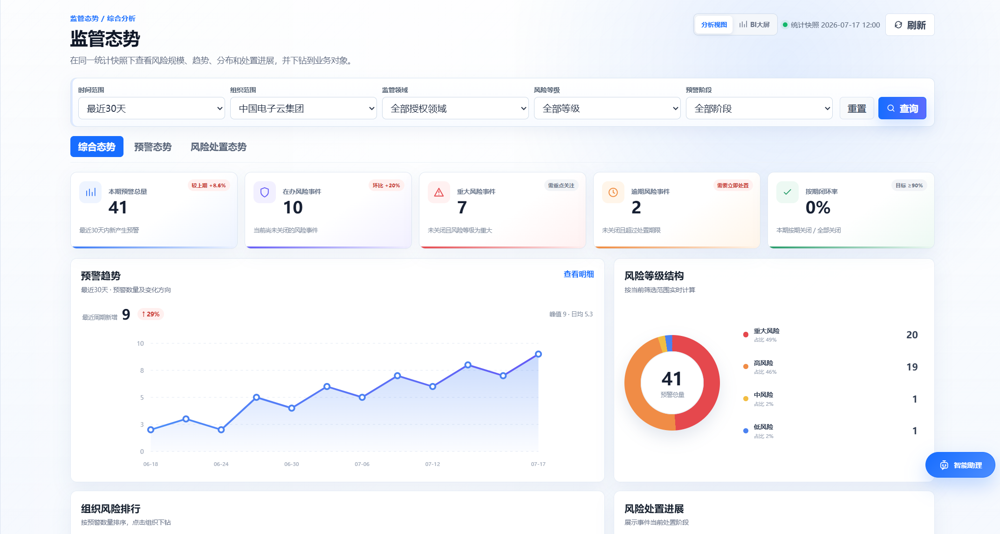 监管态势 / 综合分析
监管态势
在同一统计快照下查看风险规模、趋势、分布和处置进展，并下钻到业务对象。
分析视图
BI大屏
统计快照 2026-07-17 12:00
刷新
时间范围
最近30天
组织范围
中国电子云集团
监管领域
全部授权领域
风险等级
全部等级
预警阶段
全部阶段
重置
查询
综合态势
预警态势
风险处置态势
本期预警总量
较上期 +8.6%
41
最近30天内新产生预警
在办风险事件
环比 +20%
10
当前尚未关闭的风险事件
重大风险事件
需重点关注
7
未关闭且风险等级为重大
逾期风险事件
需要立即处置
2
未关闭且超过处置期限
按期闭环率
目标 ≥90%
0%
本期按期关闭 / 全部关闭
预警趋势
查看明细
最近30天 · 预警数量及变化方向
最近周期新增 9 ↑ 29%
峰值 9 · 日均 5.3
10
8
5
3
0
06-18
06-24
06-30
07-06
07-12
07-17
风险等级结构
按当前筛选范围实时计算
41
预警总量
重大风险
占比 49%
20
高风险
占比 46%
19
中风险
占比 2%
1
低风险
占比 2%
1
智能助理
组织风险排行
按预警数量排序，点击组织下钻
风险处置进展
展示事件当前处置阶段